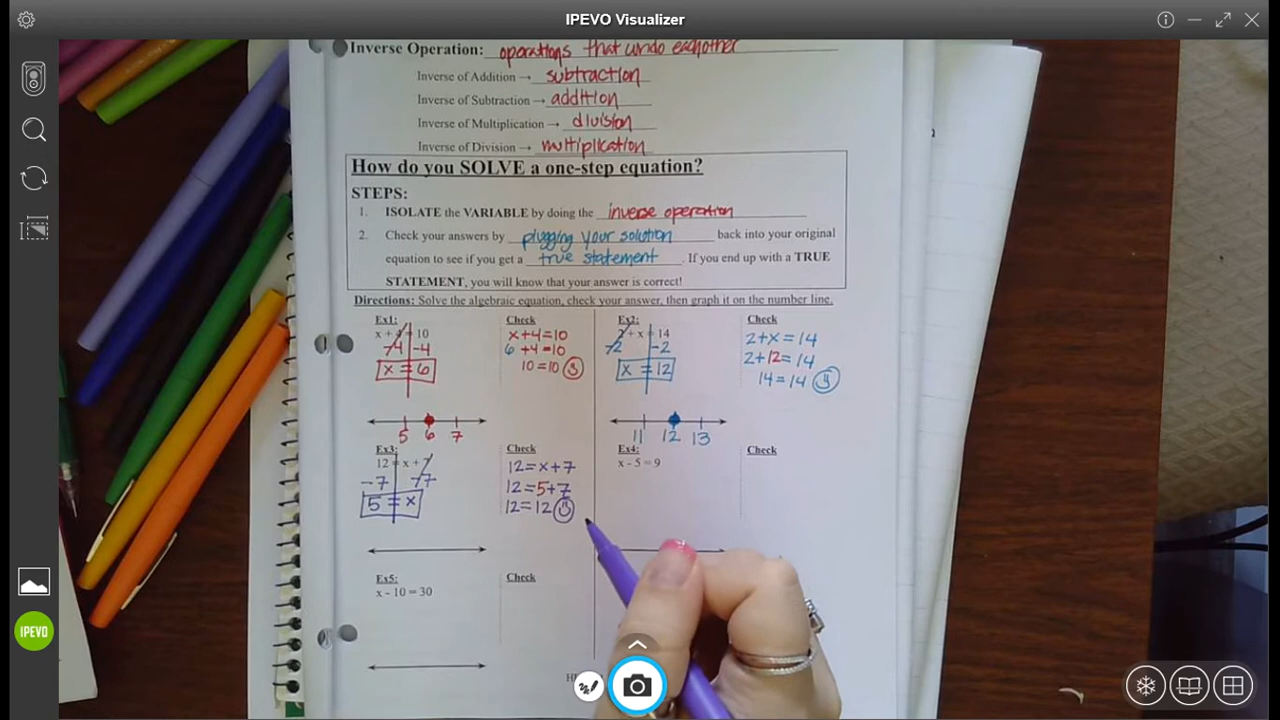 IPEVO Visualizer
Inverse Operation: operations that undo eachother
Inverse of Addition → subtraction
Inverse of Subtraction → addition
Inverse of Multiplication → division
Inverse of Division → multiplication
How do you SOLVE a one-step equation?
STEPS:
1. ISOLATE the VARIABLE by doing the inverse operation
2. Check your answers by plugging your solution back into your original
equation to see if you get a true statement. If you end up with a TRUE
STATEMENT, you will know that your answer is correct!
Directions: Solve the algebraic equation, check your answer, then graph it on the number line.
Ex1:
x + 4 = 10
-4 -4
x = 6
Check
x+4=10
6+4=10
10=10
5 6 7
Ex2:
2 + x = 14
-2 -2
x = 12
Check
2+x=14
2+12=14
14=14
11 12 13
Ex3:
12 = x + 7
-7 -7
5 = x
Check
12=x+7
12=5+7
12=12
Ex4:
x - 5 = 9
Check
Ex5:
x - 10 = 30
Check
IPEVO